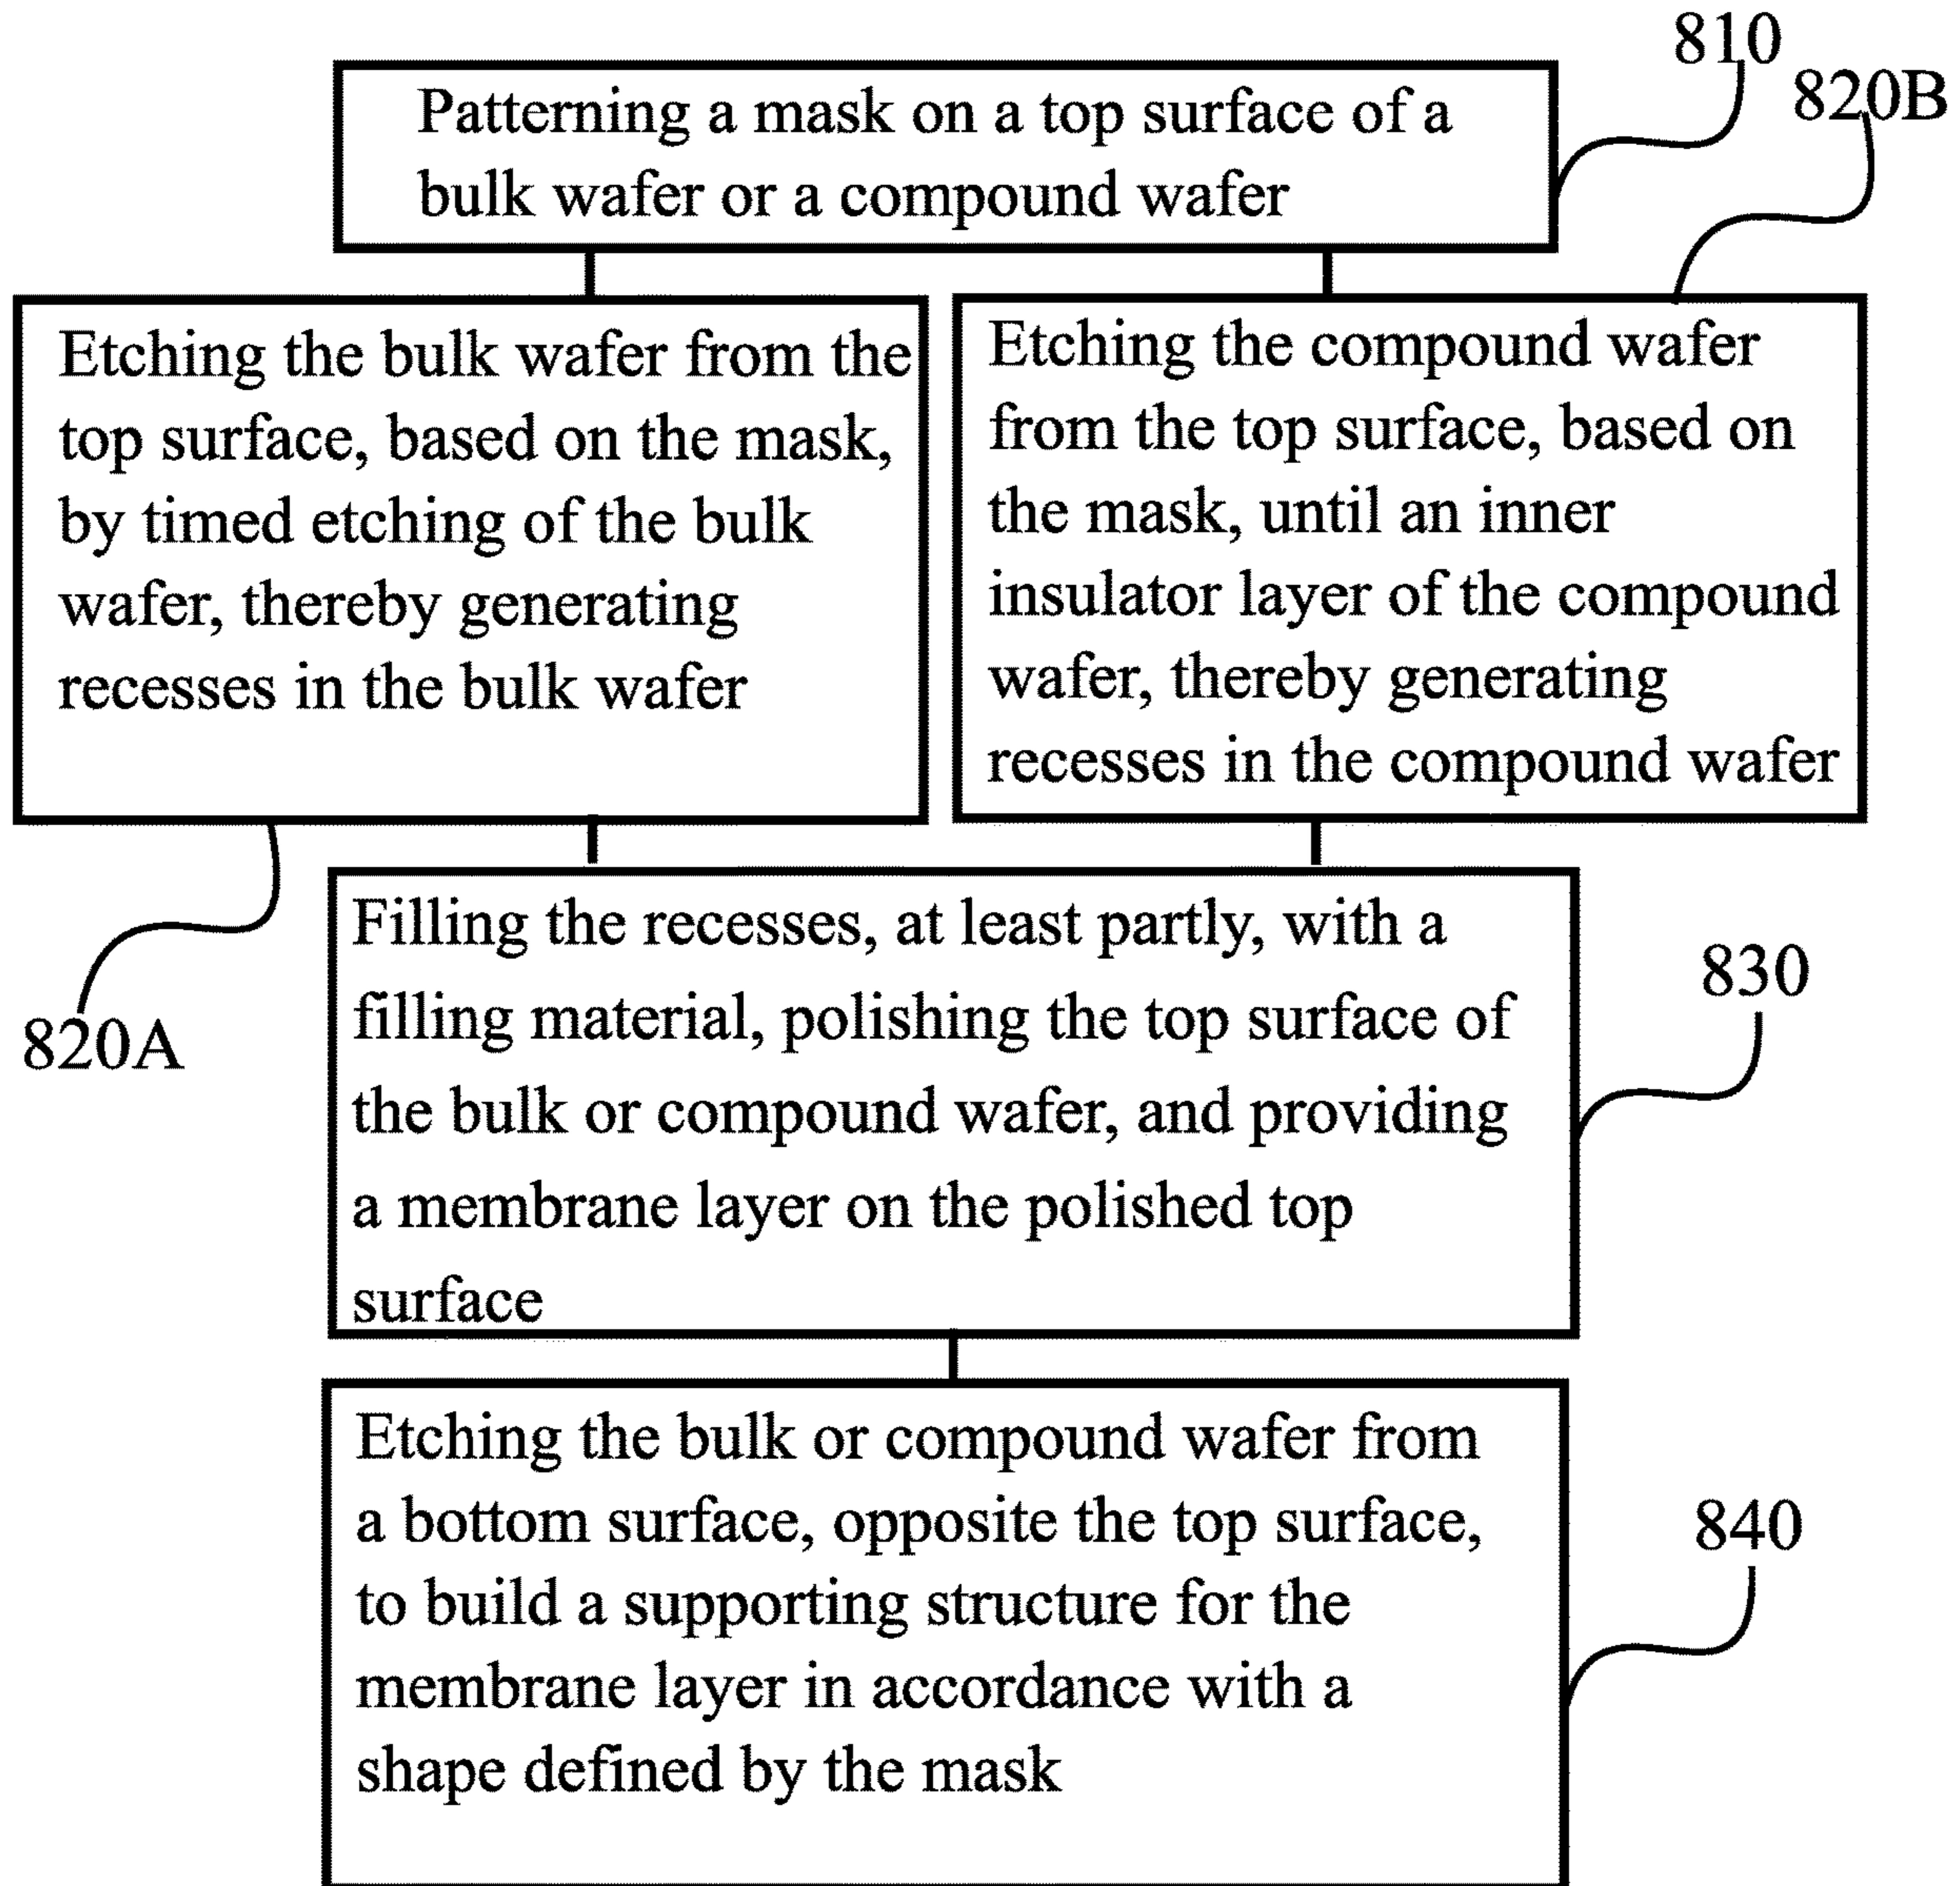 810
820B
Patterning a mask on a top surface of a
bulk wafer or a compound wafer
Etching the bulk wafer from the
top surface, based on the mask,
by timed etching of the bulk
wafer, thereby generating
recesses in the bulk wafer
Etching the compound wafer
from the top surface, based on
the mask, until an inner
insulator layer of the compound
wafer, thereby generating
recesses in the compound wafer
820A
Filling the recesses, at least partly, with a
filling material, polishing the top surface of
the bulk or compound wafer, and providing
a membrane layer on the polished top
surface
830
Etching the bulk or compound wafer from
a bottom surface, opposite the top surface,
to build a supporting structure for the
membrane layer in accordance with a
shape defined by the mask
840